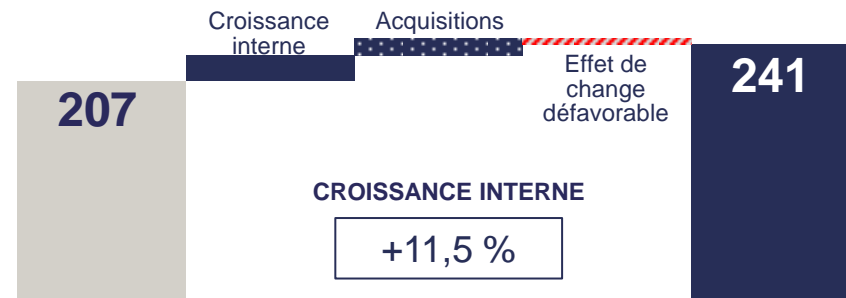 Croissance
interne
Acquisitions
Effet de
change
défavorable
207
241
CROISSANCE INTERNE
+11,5 %